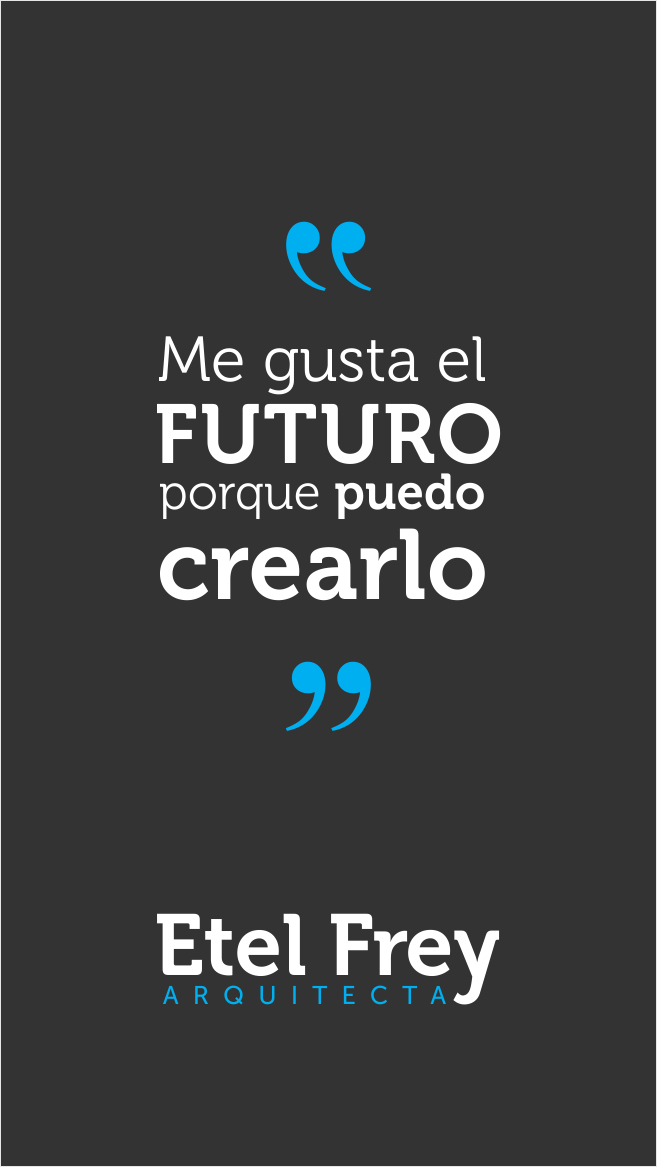 “
Me gusta el
FUTURO
porque puedo
crearlo
”
Etel Frey
ARQUITECTA